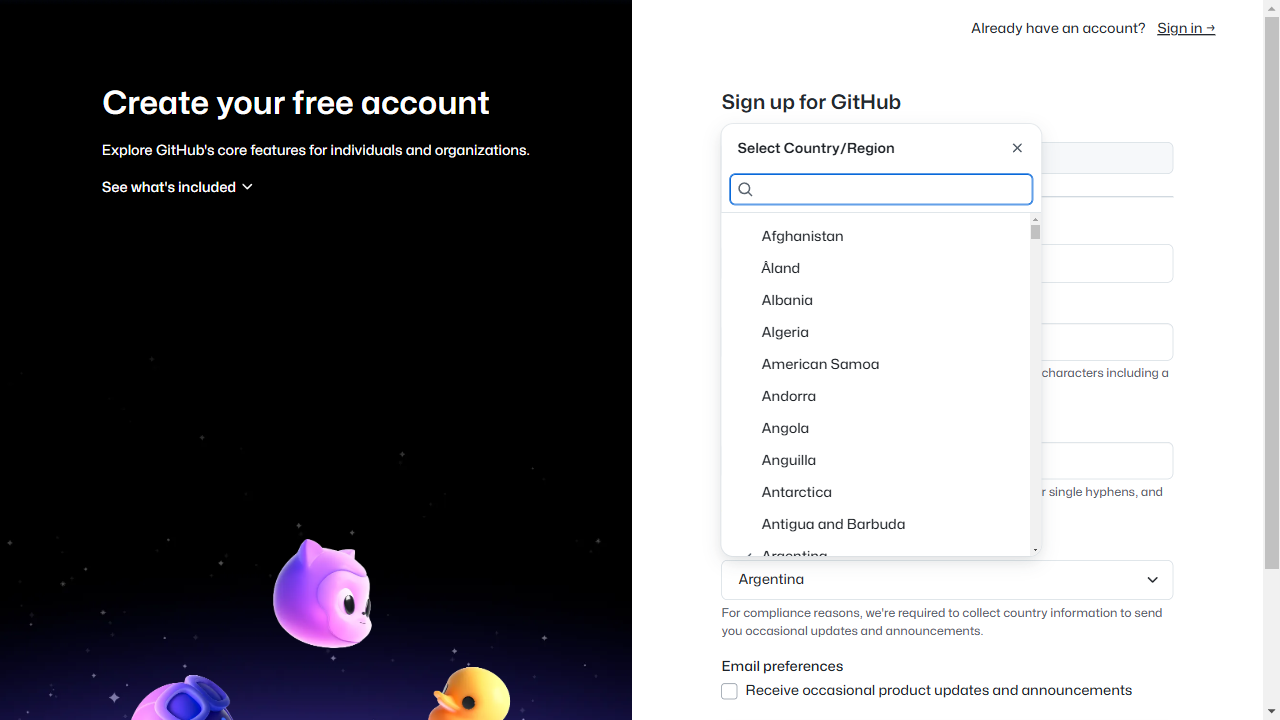 Already have an account? Sign in →
Create your free account
Explore GitHub's core features for individuals and organizations.
See what's included
Sign up for GitHub
Select Country/Region
Afghanistan
Åland
Albania
Algeria
American Samoa
Andorra
Angola
Anguilla
Antarctica
Antigua and Barbuda
Argentina
characters including a
single hyphens, and
Argentina
For compliance reasons, we're required to collect country information to send
you occasional updates and announcements.
Email preferences
Receive occasional product updates and announcements